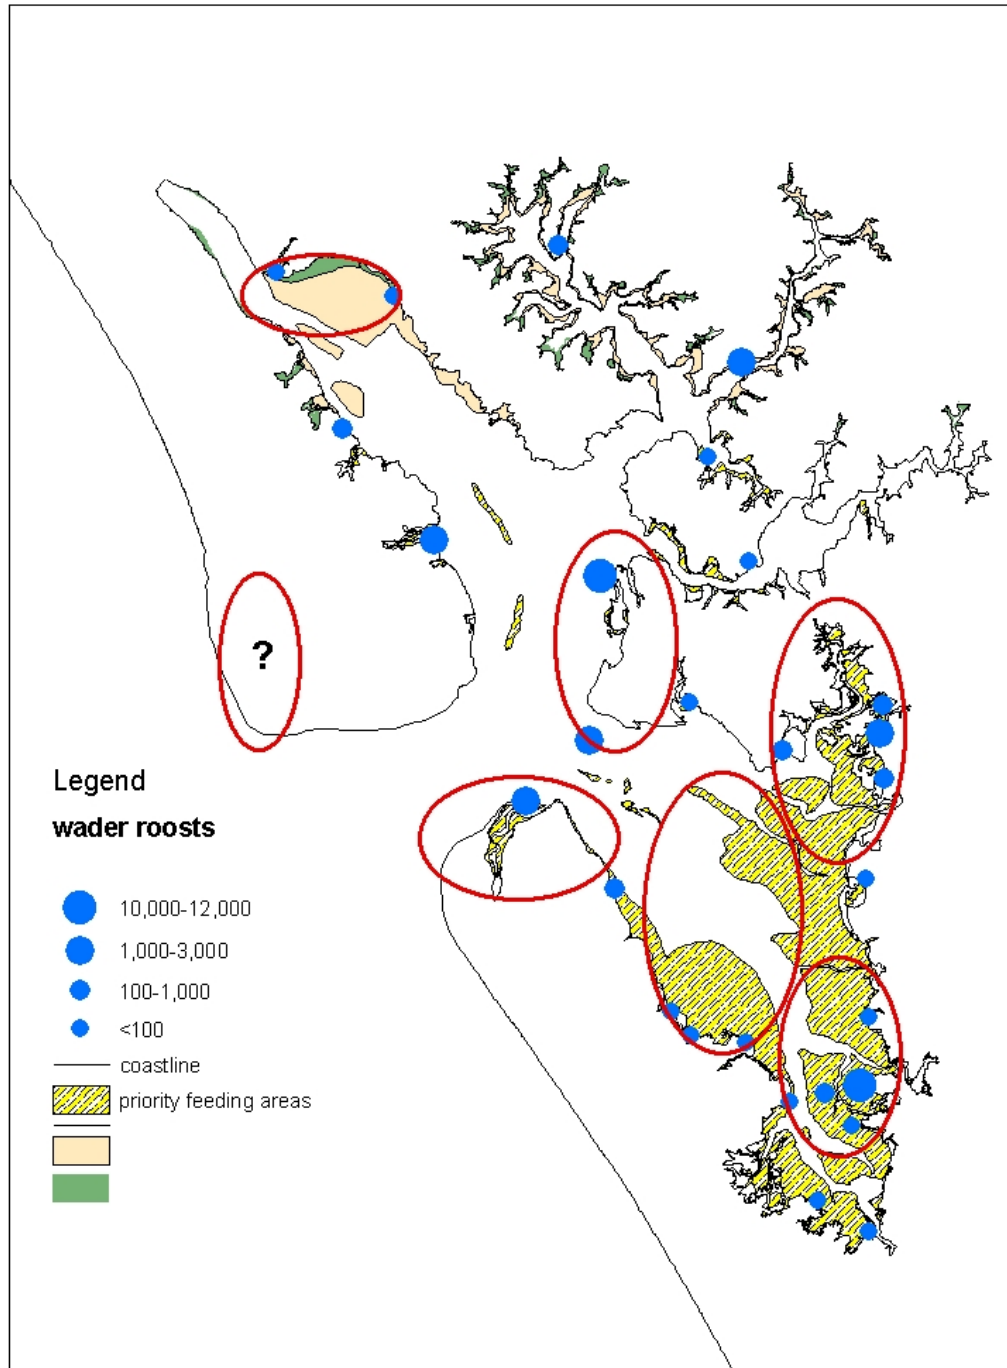 ?
Legend
wader roosts
10,000-12,000
1,000-3,000
100-1,000
<100
coastline
priority feeding areas